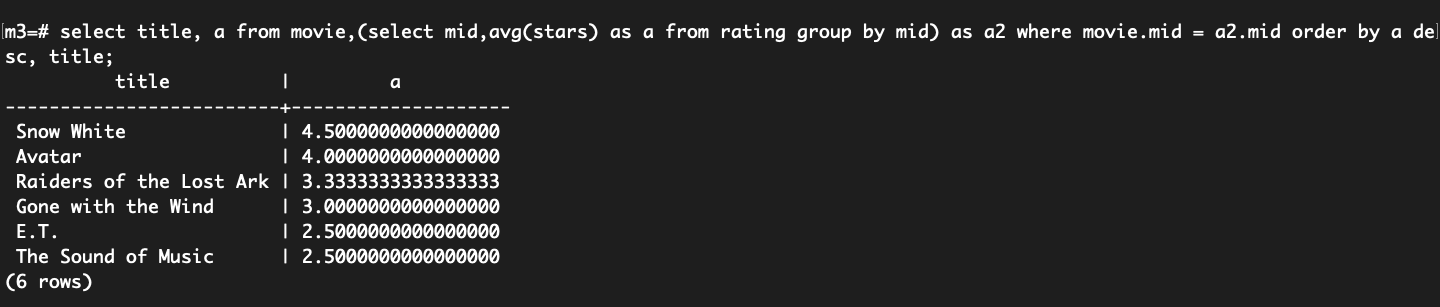 m3=# select title, a from movie,(select mid,avg(stars) as a from rating group by mid) as a2 where movie.mid = a2.mid order by a de
sc, title;
          title          |         a
-------------------------+--------------------
 Snow White              | 4.5000000000000000
 Avatar                  | 4.0000000000000000
 Raiders of the Lost Ark | 3.3333333333333333
 Gone with the Wind      | 3.0000000000000000
 E.T.                    | 2.5000000000000000
 The Sound of Music      | 2.5000000000000000
(6 rows)